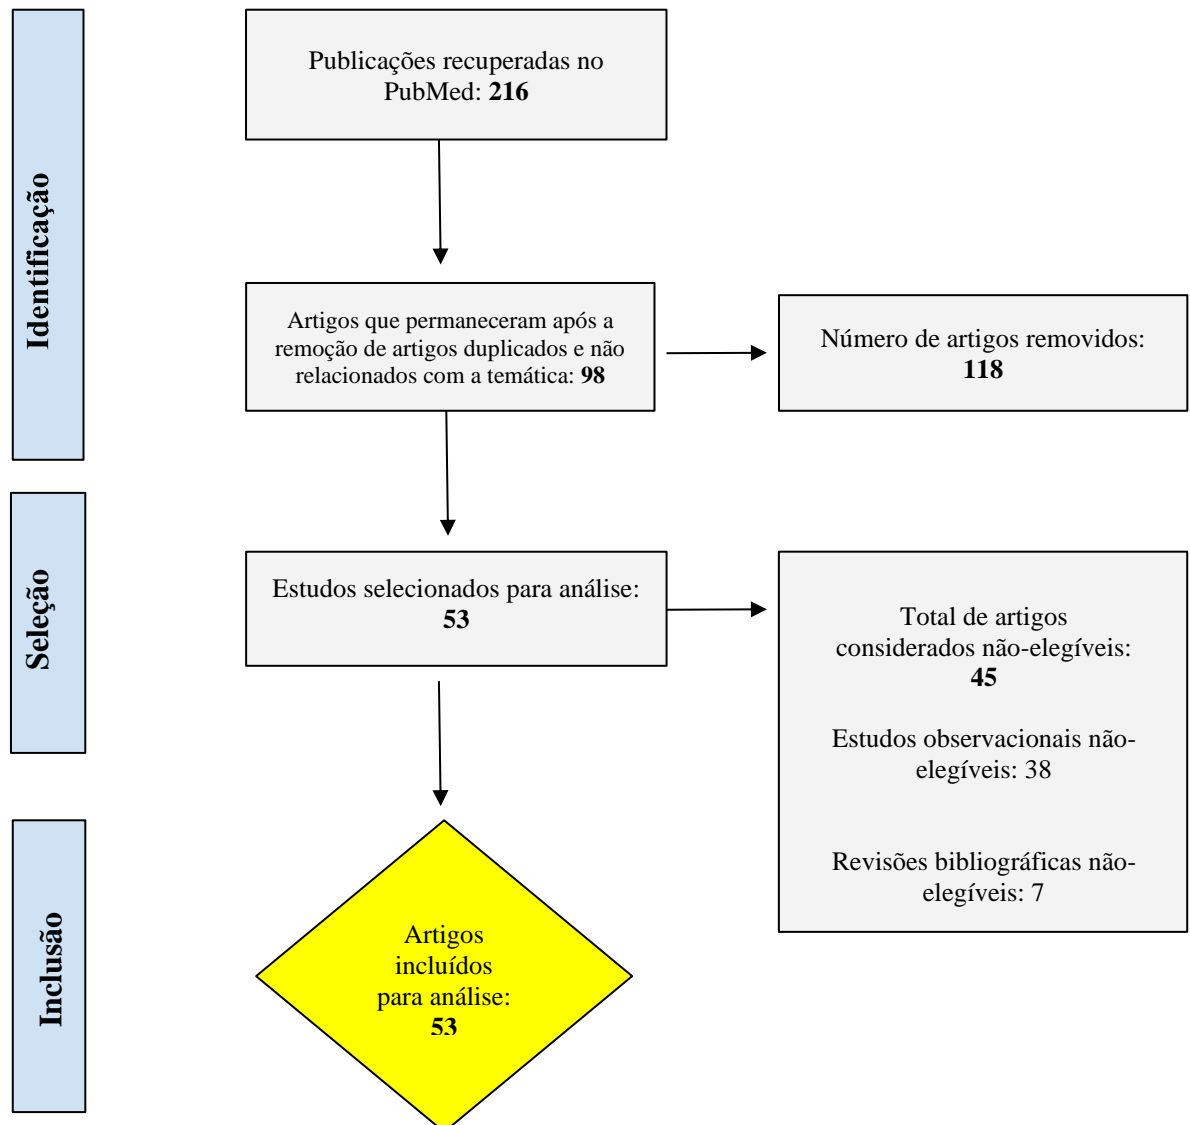 Identificação
Publicações recuperadas no
PubMed: 216
Artigos que permaneceram após a
remoção de artigos duplicados e não
relacionados com a temática: 98
Número de artigos removidos:
118
Seleção
Estudos selecionados para análise:
53
Total de artigos
considerados não-elegíveis:
45
Estudos observacionais não-
elegíveis: 38
Revisões bibliográficas não-
elegíveis: 7
Inclusão
Artigos
incluídos
para análise:
53